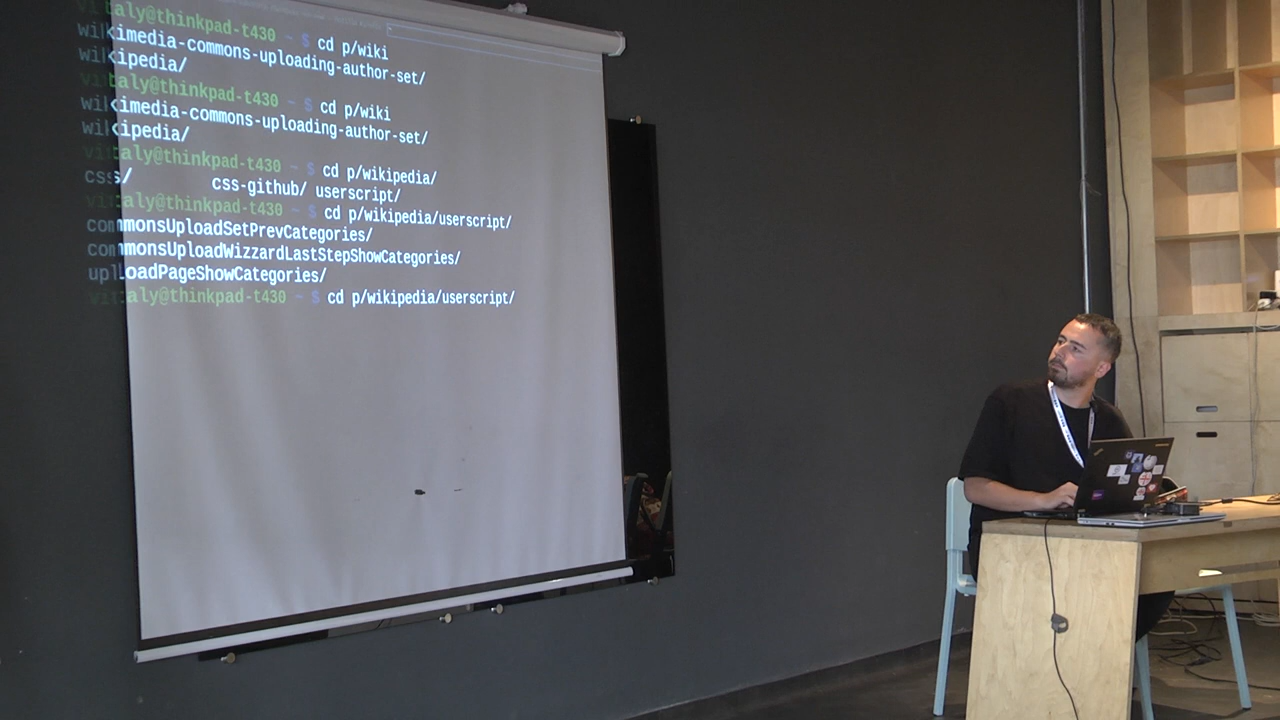 vitaly@thinkpad-t430 ~ $ cd p/wiki
wikimedia-commons-uploading-author-set/
wikipedia/
vitaly@thinkpad-t430 ~ $ cd p/wiki
wikimedia-commons-uploading-author-set/
wikipedia/
vitaly@thinkpad-t430 ~ $ cd p/wikipedia/
css/ css-github/ userscript/
vitaly@thinkpad-t430 ~ $ cd p/wikipedia/userscript/
commonsUploadSetPrevCategories/
commonsUploadWizzardLastStepShowCategories/
uploadPageShowCategories/
vitaly@thinkpad-t430 ~ $ cd p/wikipedia/userscript/